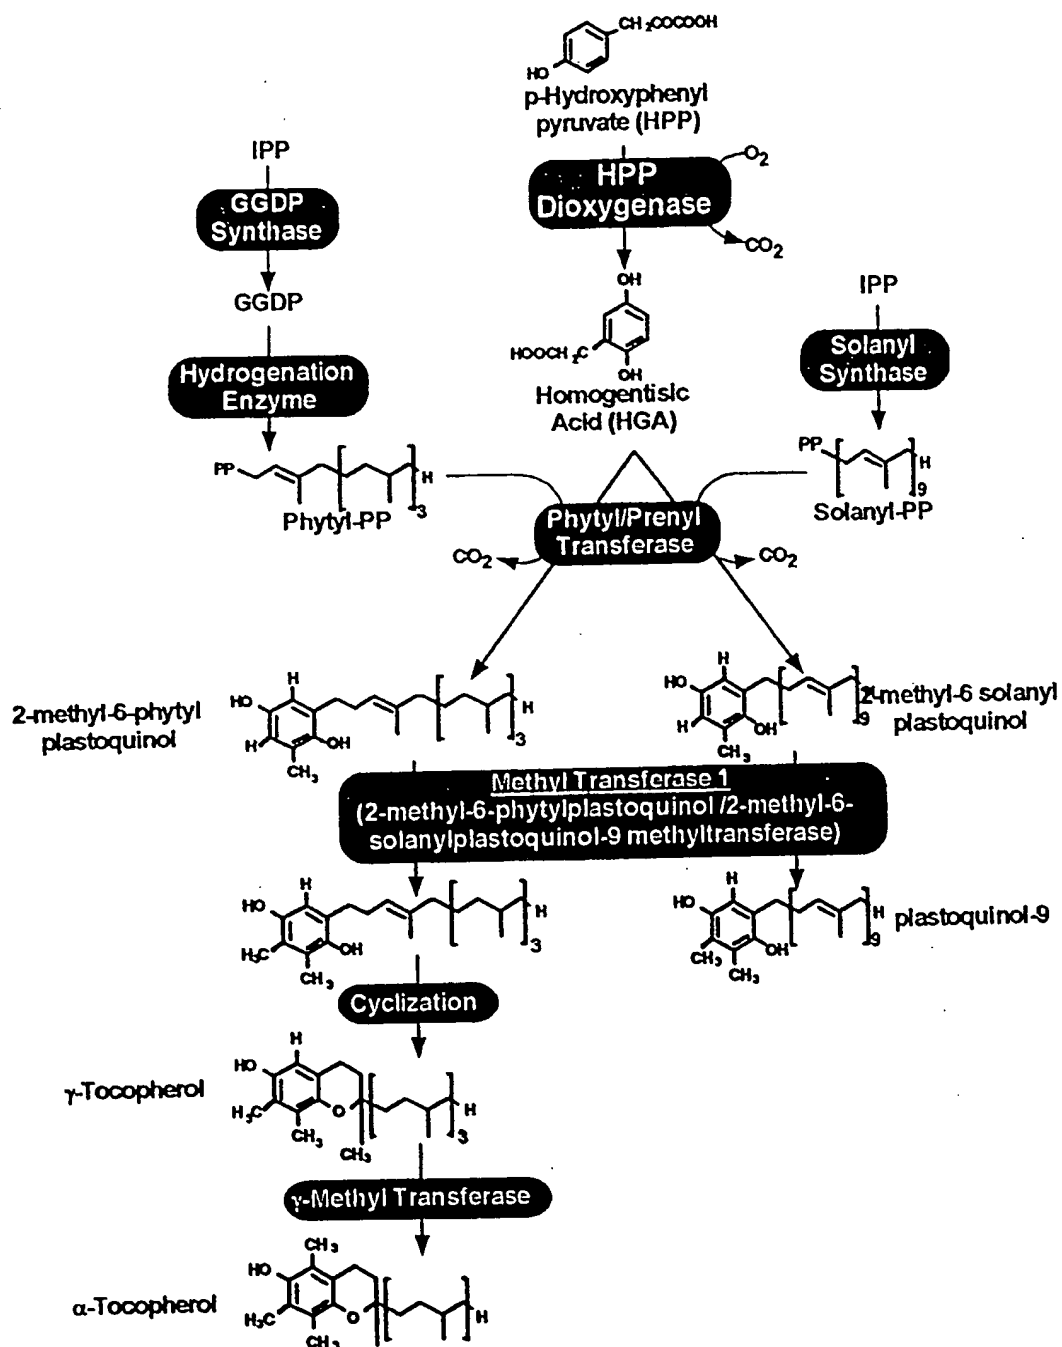 CH2COCOOH
HO
p-Hydroxyphenyl
pyruvate (HPP)
IPP
GGDP
Synthase
GGDP
Hydrogenation
Enzyme
PP
H
3
Phytyl-PP
HPP
Dioxygenase
O2
CO2
OH
HOOCH2C
OH
Homogentisic
Acid (HGA)
IPP
Solanyl
Synthase
PP
H
9
Solanyl-PP
Phytyl/Prenyl
Transferase
CO2
CO2
2-methyl-6-phytyl
plastoquinol
HO
H
H
OH
CH3
H
3
HO
H
H
OH
CH3
9
2-methyl-6 solanyl
plastoquinol
Methyl Transferase 1
(2-methyl-6-phytylplastoquinol /2-methyl-6-
solanylplastoquinol-9 methyltransferase)
HO
H
H3C
OH
CH3
H
3
HO
H
OH
CH3
CH3
H
9
plastoquinol-9
Cyclization
γ-Tocopherol
HO
H
H3C
CH3
O
CH3
H
3
γ-Methyl Transferase
α-Tocopherol
CH3
HO
H3C
CH3
O
H